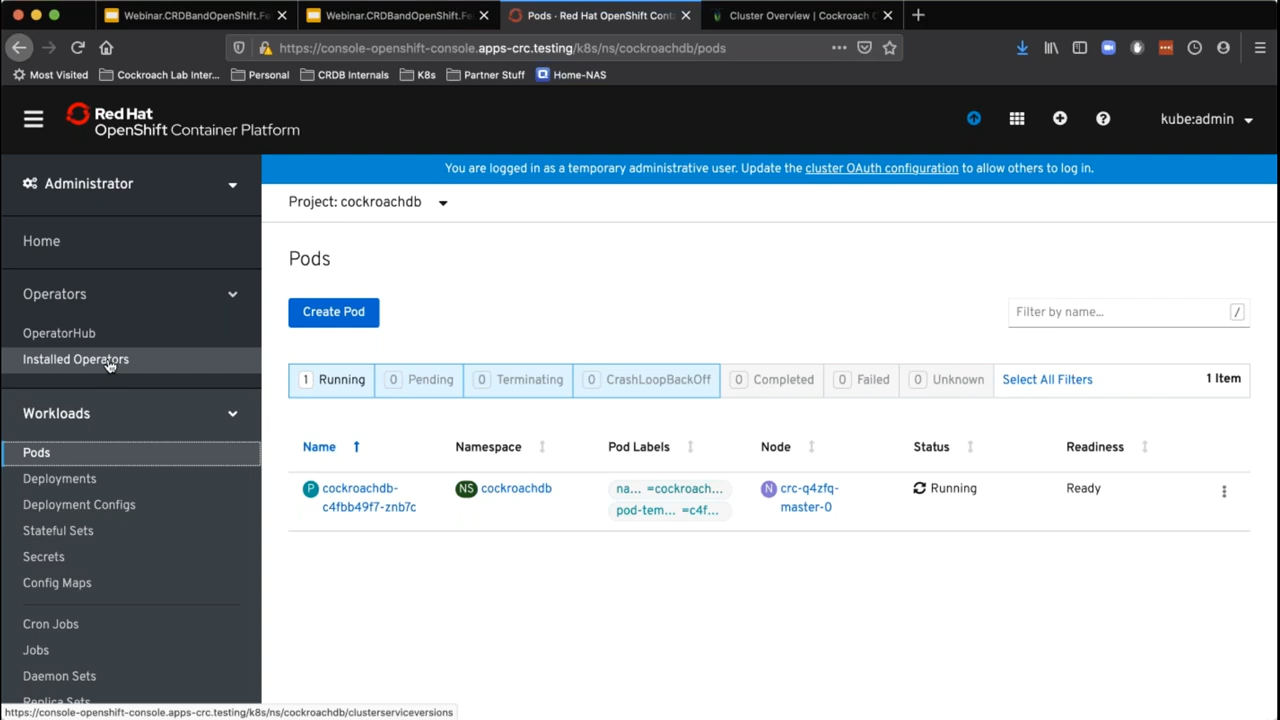 Webinar.CRDBandOpenShift.Fe
Webinar.CRDBandOpenShift.Fe
Pods · Red Hat OpenShift Cont
Cluster Overview | Cockroach C
https://console-openshift-console.apps-crc.testing/k8s/ns/cockroachdb/pods
Most Visited
Cockroach Lab Inter...
Personal
CRDB Internals
K8s
Partner Stuff
Home-NAS
Red Hat
OpenShift Container Platform
kube:admin
Administrator
You are logged in as a temporary administrative user. Update the cluster OAuth configuration to allow others to log in.
Project: cockroachdb
Home
Operators
OperatorHub
Installed Operators
Workloads
Pods
Deployments
Deployment Configs
Stateful Sets
Secrets
Config Maps
Cron Jobs
Jobs
Daemon Sets
Replica Sets
Pods
Create Pod
Filter by name...
/
1 Running
0 Pending
0 Terminating
0 CrashLoopBackOff
0 Completed
0 Failed
0 Unknown
Select All Filters
1 Item
Name
Namespace
Pod Labels
Node
Status
Readiness
P cockroachdb-
c4fbb49f7-znb7c
NS cockroachdb
na... =cockroach...
pod-tem... =c4f...
N crc-q4zfq-
master-0
Running
Ready
https://console-openshift-console.apps-crc.testing/k8s/ns/cockroachdb/clusterserviceversions